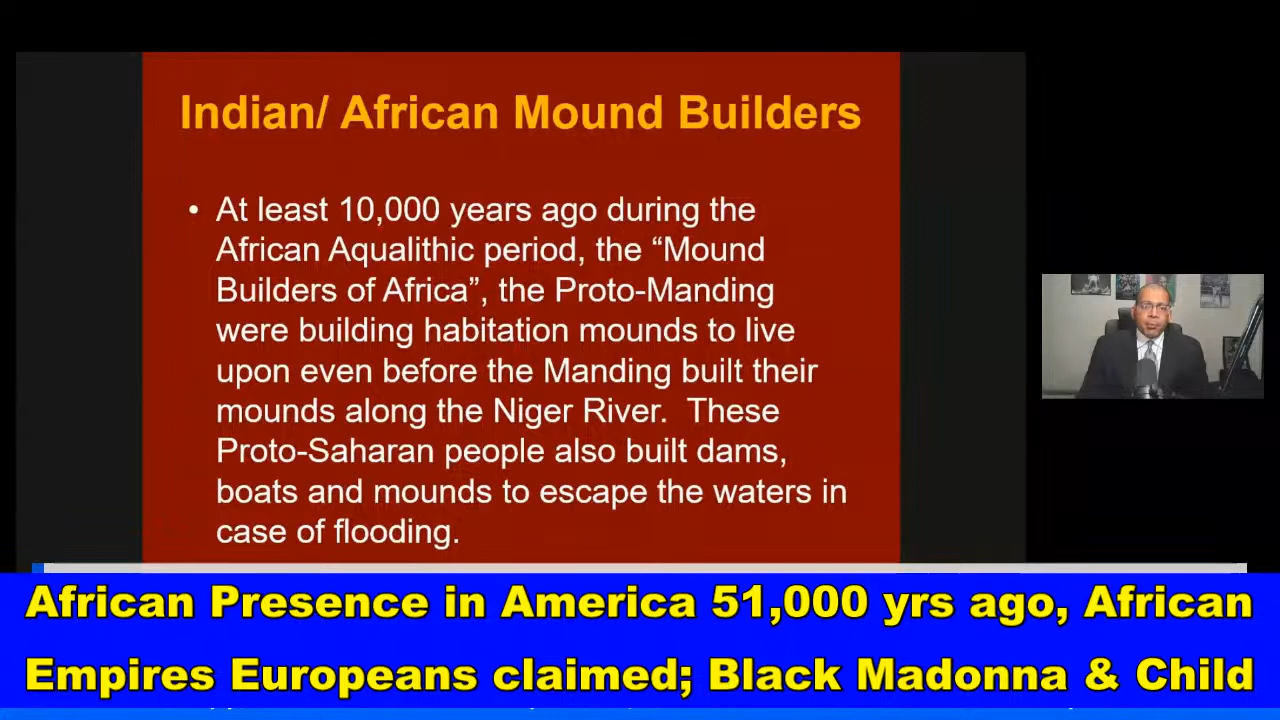 Indian/ African Mound Builders
• At least 10,000 years ago during the
African Aqualithic period, the “Mound
Builders of Africa”, the Proto-Manding
were building habitation mounds to live
upon even before the Manding built their
mounds along the Niger River. These
Proto-Saharan people also built dams,
boats and mounds to escape the waters in
case of flooding.
African Presence in America 51,000 yrs ago, African
Empires Europeans claimed; Black Madonna & Child